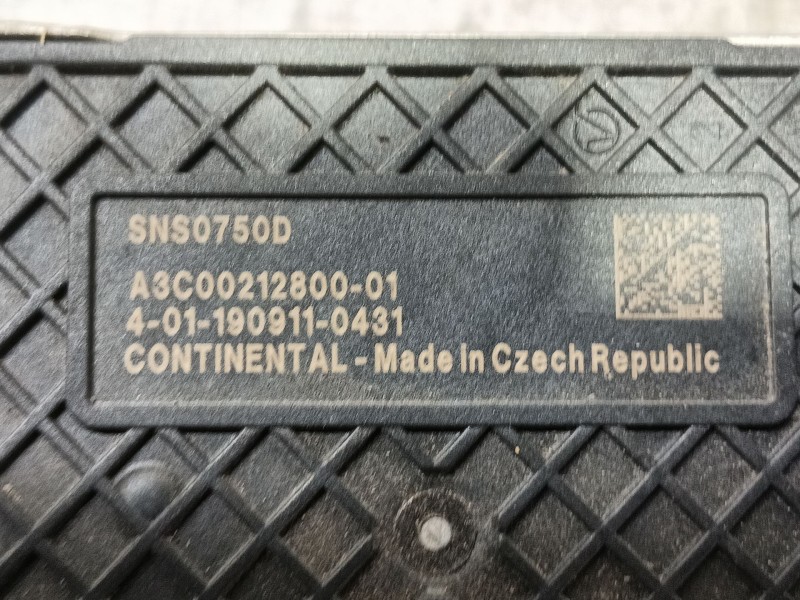 SNS0750D
A3C00212800-01
4-01-190911-0431
CONTINENTAL - Made In Czech Republic